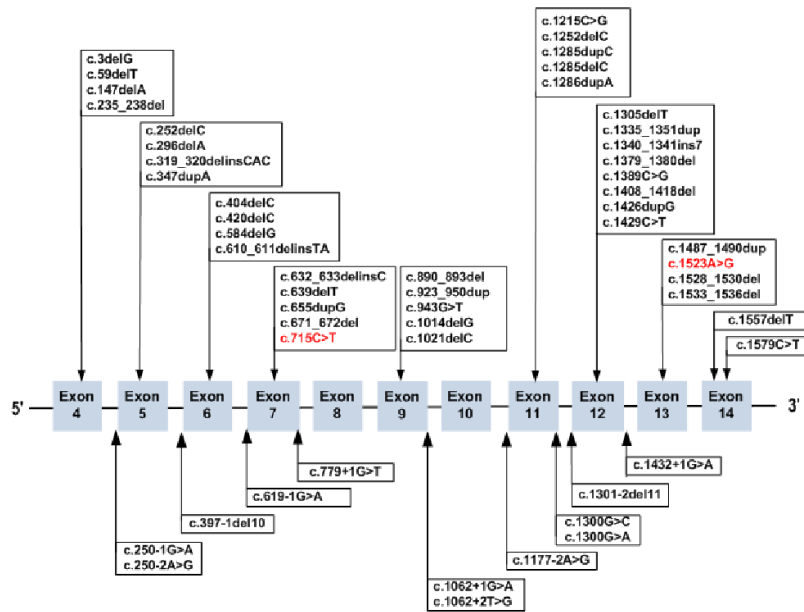 c.3delG
c.59delT
c.147delA
c.235_238del
c.252delC
c.296delA
c.319_320delinsCAC
c.347dupA
c.404delC
c.420delC
c.584delG
c.610_611delinsTA
c.632_633delinsC
c.639delT
c.655dupG
c.671_672del
c.715C>T
c.890_893del
c.923_950dup
c.943G>T
c.1014delG
c.1021delC
c.1215C>G
c.1252delC
c.1285dupC
c.1285delC
c.1286dupA
c.1305delT
c.1335_1351dup
c.1340_1341ins7
c.1379_1380del
c.1389C>G
c.1408_1418del
c.1426dupG
c.1429C>T
c.1487_1490dup
c.1523A>G
c.1528_1530del
c.1533_1536del
c.1557delT
c.1579C>T
5'
Exon
4
Exon
5
Exon
6
Exon
7
Exon
8
Exon
9
Exon
10
Exon
11
Exon
12
Exon
13
Exon
14
3'
c.250-1G>A
c.250-2A>G
c.397-1del10
c.619-1G>A
c.779+1G>T
c.1062+1G>A
c.1062+2T>G
c.1177-2A>G
c.1300G>C
c.1300G>A
c.1301-2del11
c.1432+1G>A